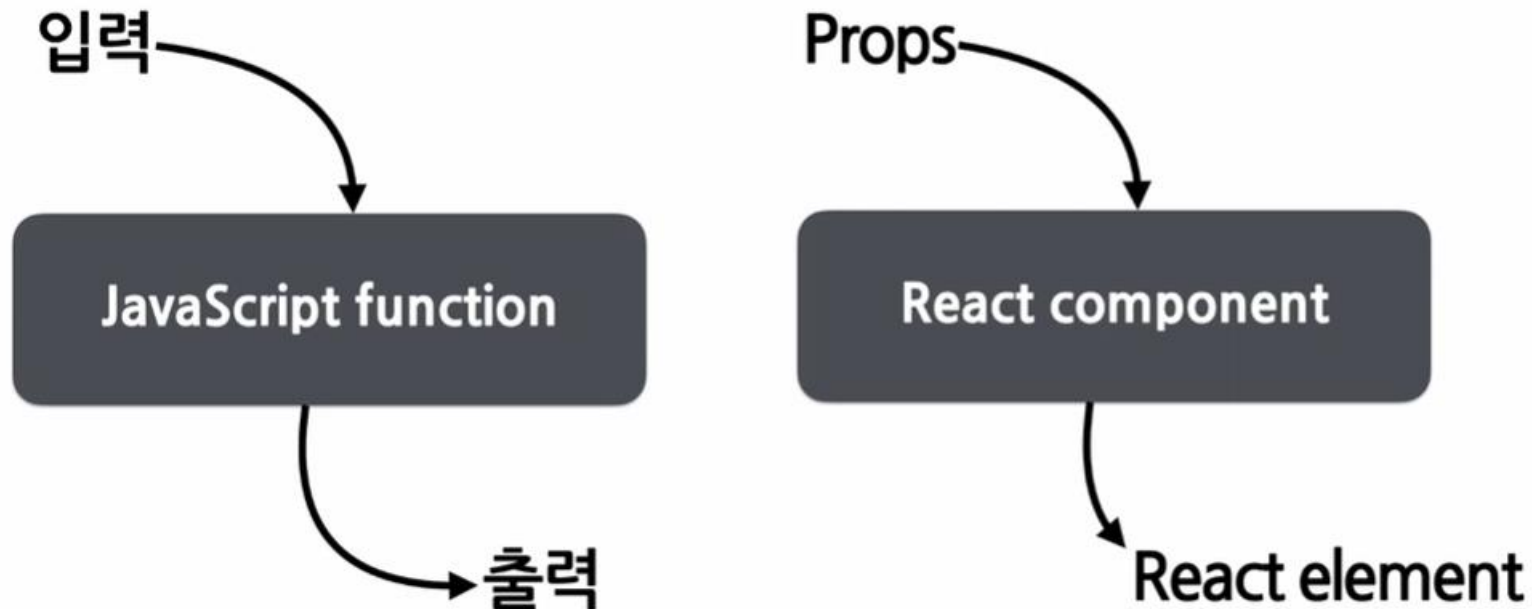 입력
Props
JavaScript function
React component
출력
React element